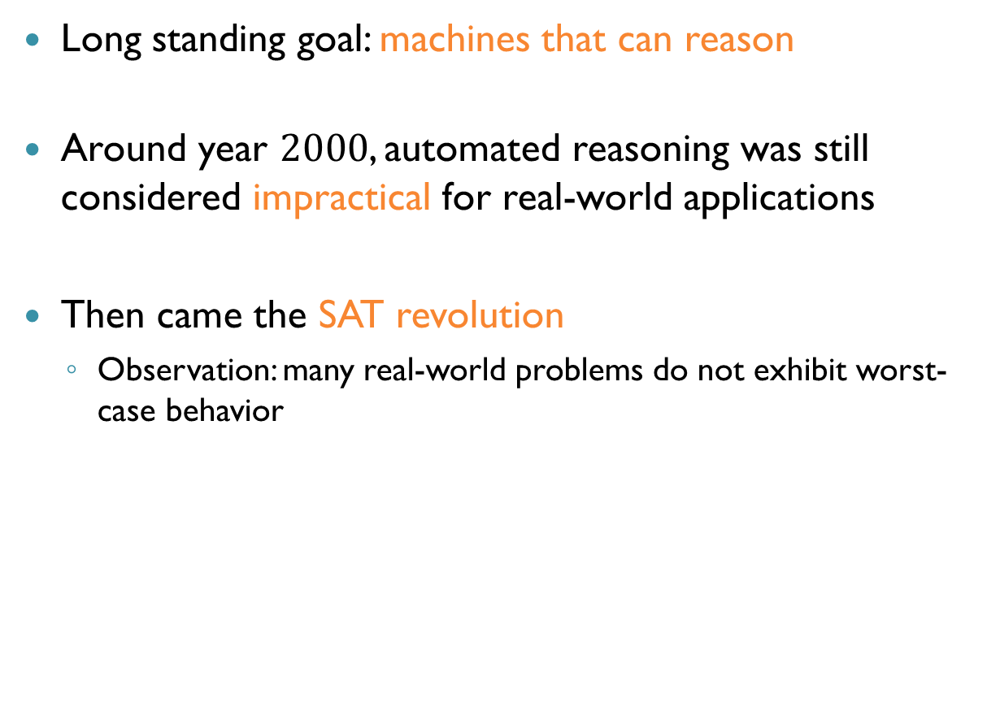 • Long standing goal: machines that can reason
• Around year 2000, automated reasoning was still
considered impractical for real-world applications
• Then came the SAT revolution
◦ Observation: many real-world problems do not exhibit worst-
case behavior